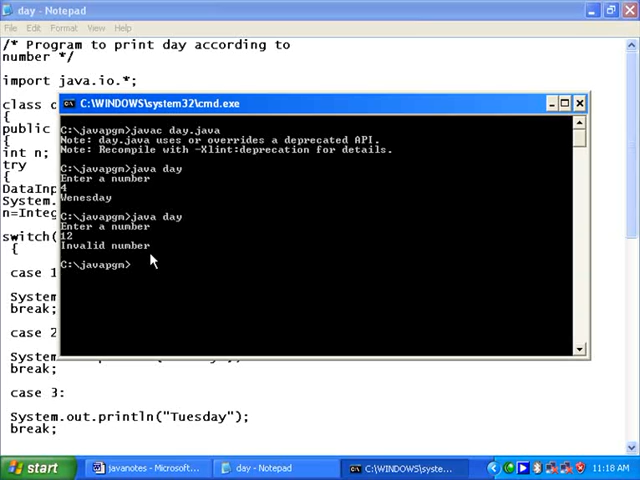 day - Notepad
File Edit Format View Help
/* Program to print day according to
number */
import java.io.*;
class
{
public
{
int n;
try
{
System.
switch(
{
case 1
System
break;
case 2
System
break;
case 3:
System.out.println("Tuesday");
break;
C:\WINDOWS\system32\cmd.exe
C:\javapgm>javac day.java
Note: day.java uses or overrides a deprecated API.
Note: Recompile with -Xlint:deprecation for details.
C:\javapgm>java day
Enter a number
4
Wenesday
C:\javapgm>java day
Enter a number
12
Invalid number
C:\javapgm>
start
javanotes - Microsoft...
day - Notepad
C:\WINDOWS\syste...
11:18 AM